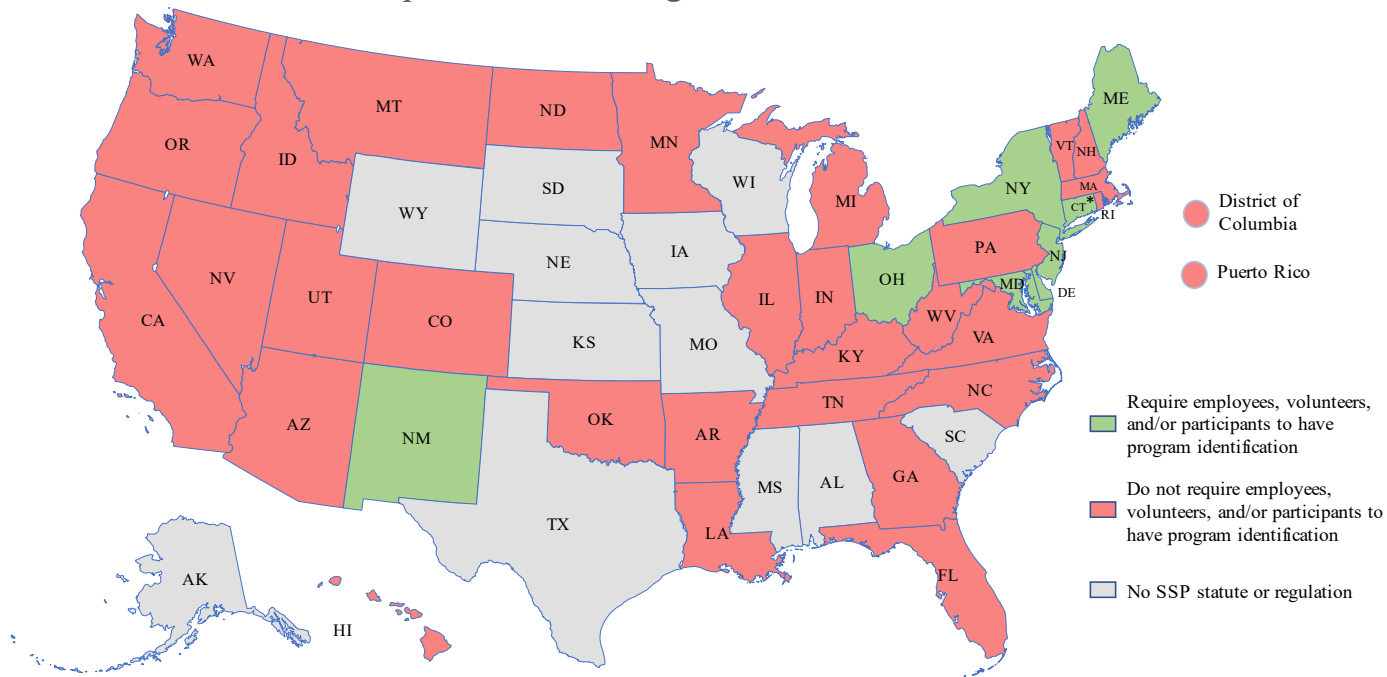 WA
MT
ND
MN
ME
OR
ID
VT
NH
SD
WI
NY
MA
WY
MI
CT*
RI
District of
Columbia
IA
PA
NE
NJ
Puerto Rico
NV
OH
MD
UT
IL
IN
DE
CA
CO
WV
KS
MO
VA
KY
NC
TN
Require employees, volunteers,
and/or participants to have
program identification
AZ
OK
NM
AR
SC
GA
MS
AL
Do not require employees,
volunteers, and/or participants to
have program identification
TX
LA
AK
FL
No SSP statute or regulation
HI